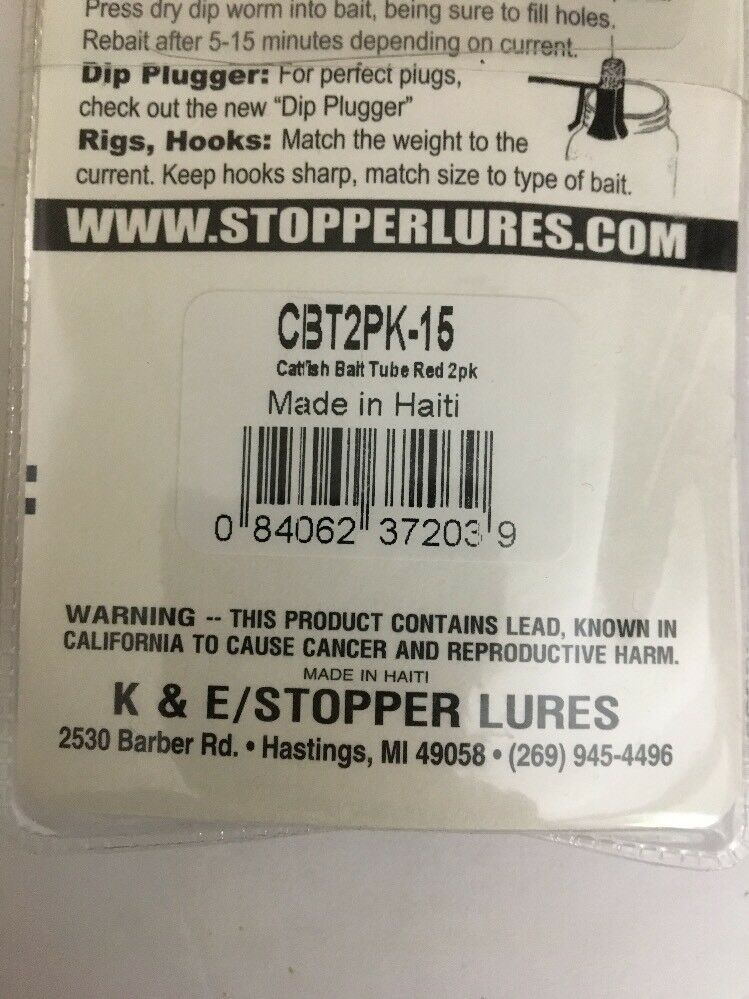 Press dry dip worm into bait, being sure to fill holes.
Rebait after 5-15 minutes depending on current.
Dip Plugger: For perfect plugs,
check out the new "Dip Plugger"
Rigs, Hooks: Match the weight to the
current. Keep hooks sharp, match size to type of bait.
WWW.STOPPERLURES.COM
CBT2PK-15
Catfish Bait Tube Red 2pk
Made in Haiti
0 84062 37203 9
WARNING -- THIS PRODUCT CONTAINS LEAD, KNOWN IN
CALIFORNIA TO CAUSE CANCER AND REPRODUCTIVE HARM.
MADE IN HAITI
K & E/STOPPER LURES
2530 Barber Rd. • Hastings, MI 49058 • (269) 945-4496